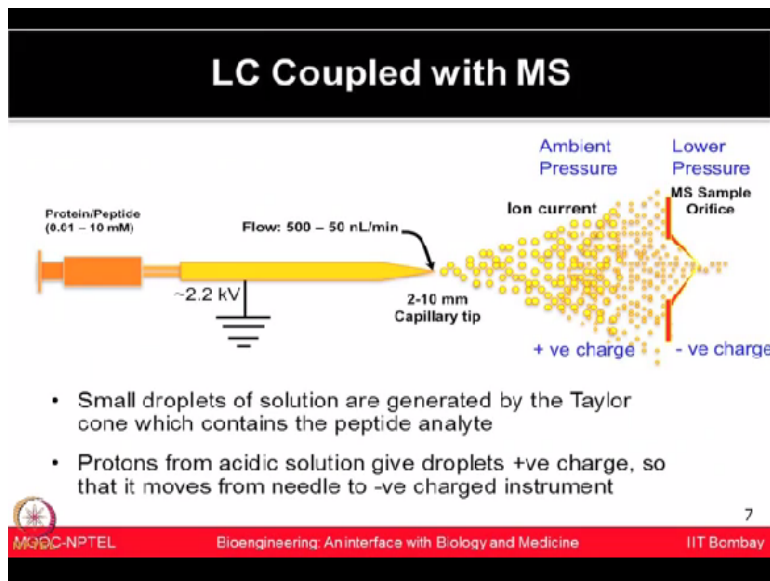 LC Coupled with MS
Ambient
Pressure
Lower
Pressure
MS Sample
Orifice
Protein/Peptide
(0.01 – 10 mM)
Flow: 500 – 50 nL/min
Ion current
~2.2 kV
2-10 mm
Capillary tip
+ ve charge
- ve charge
• Small droplets of solution are generated by the Taylor
cone which contains the peptide analyte
• Protons from acidic solution give droplets +ve charge, so
that it moves from needle to -ve charged instrument
7
MOOC-NPTEL
Bioengineering: An interface with Biology and Medicine
IIT Bombay